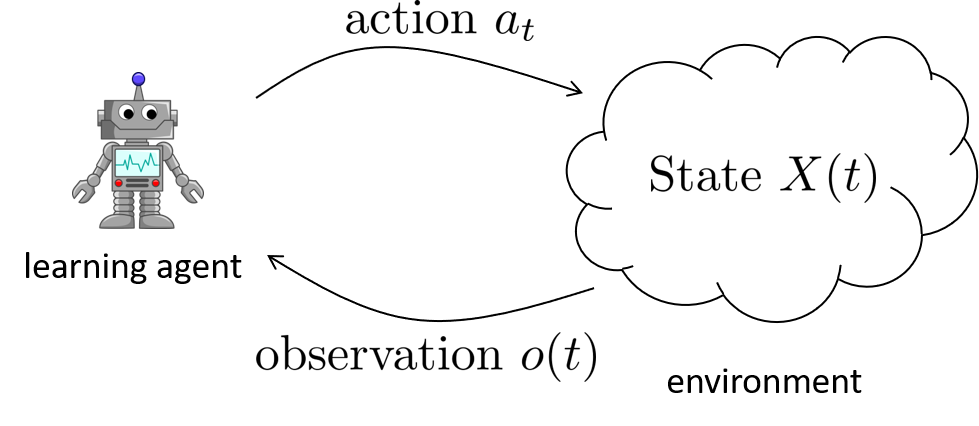 action a_t
State X(t)
learning agent
observation o(t)
environment